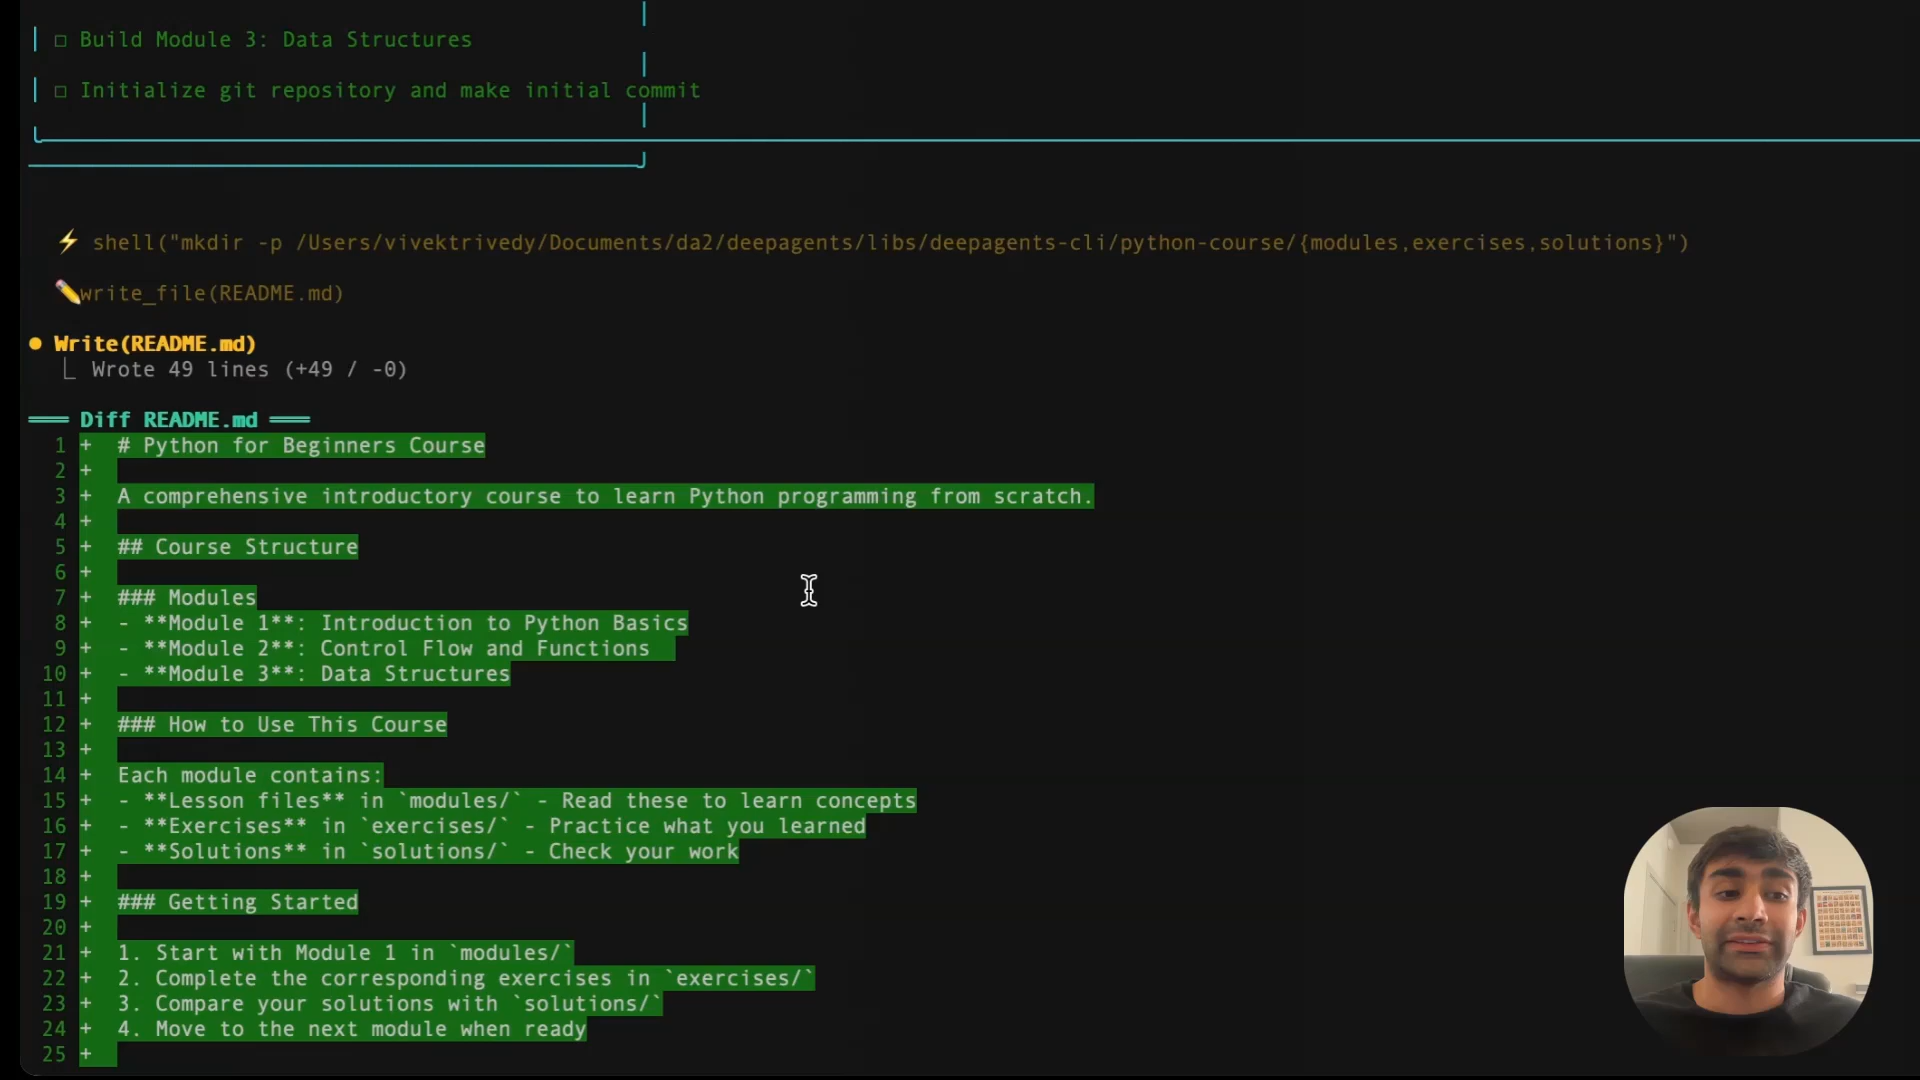 □ Build Module 3: Data Structures
□ Initialize git repository and make initial commit
⚡ shell("mkdir -p /Users/vivektrivedy/Documents/da2/deepagents/libs/deepagents-cli/python-course/{modules,exercises,solutions}")
✏️write_file(README.md)
● Write(README.md)
⎿ Wrote 49 lines (+49 / -0)
═══ Diff README.md ═══
1 + # Python for Beginners Course
2 +
3 + A comprehensive introductory course to learn Python programming from scratch.
4 +
5 + ## Course Structure
6 +
7 + ### Modules
8 + - **Module 1**: Introduction to Python Basics
9 + - **Module 2**: Control Flow and Functions
10 + - **Module 3**: Data Structures
11 +
12 + ### How to Use This Course
13 +
14 + Each module contains:
15 + - **Lesson files** in `modules/` - Read these to learn concepts
16 + - **Exercises** in `exercises/` - Practice what you learned
17 + - **Solutions** in `solutions/` - Check your work
18 +
19 + ### Getting Started
20 +
21 + 1. Start with Module 1 in `modules/`
22 + 2. Complete the corresponding exercises in `exercises/`
23 + 3. Compare your solutions with `solutions/`
24 + 4. Move to the next module when ready
25 +